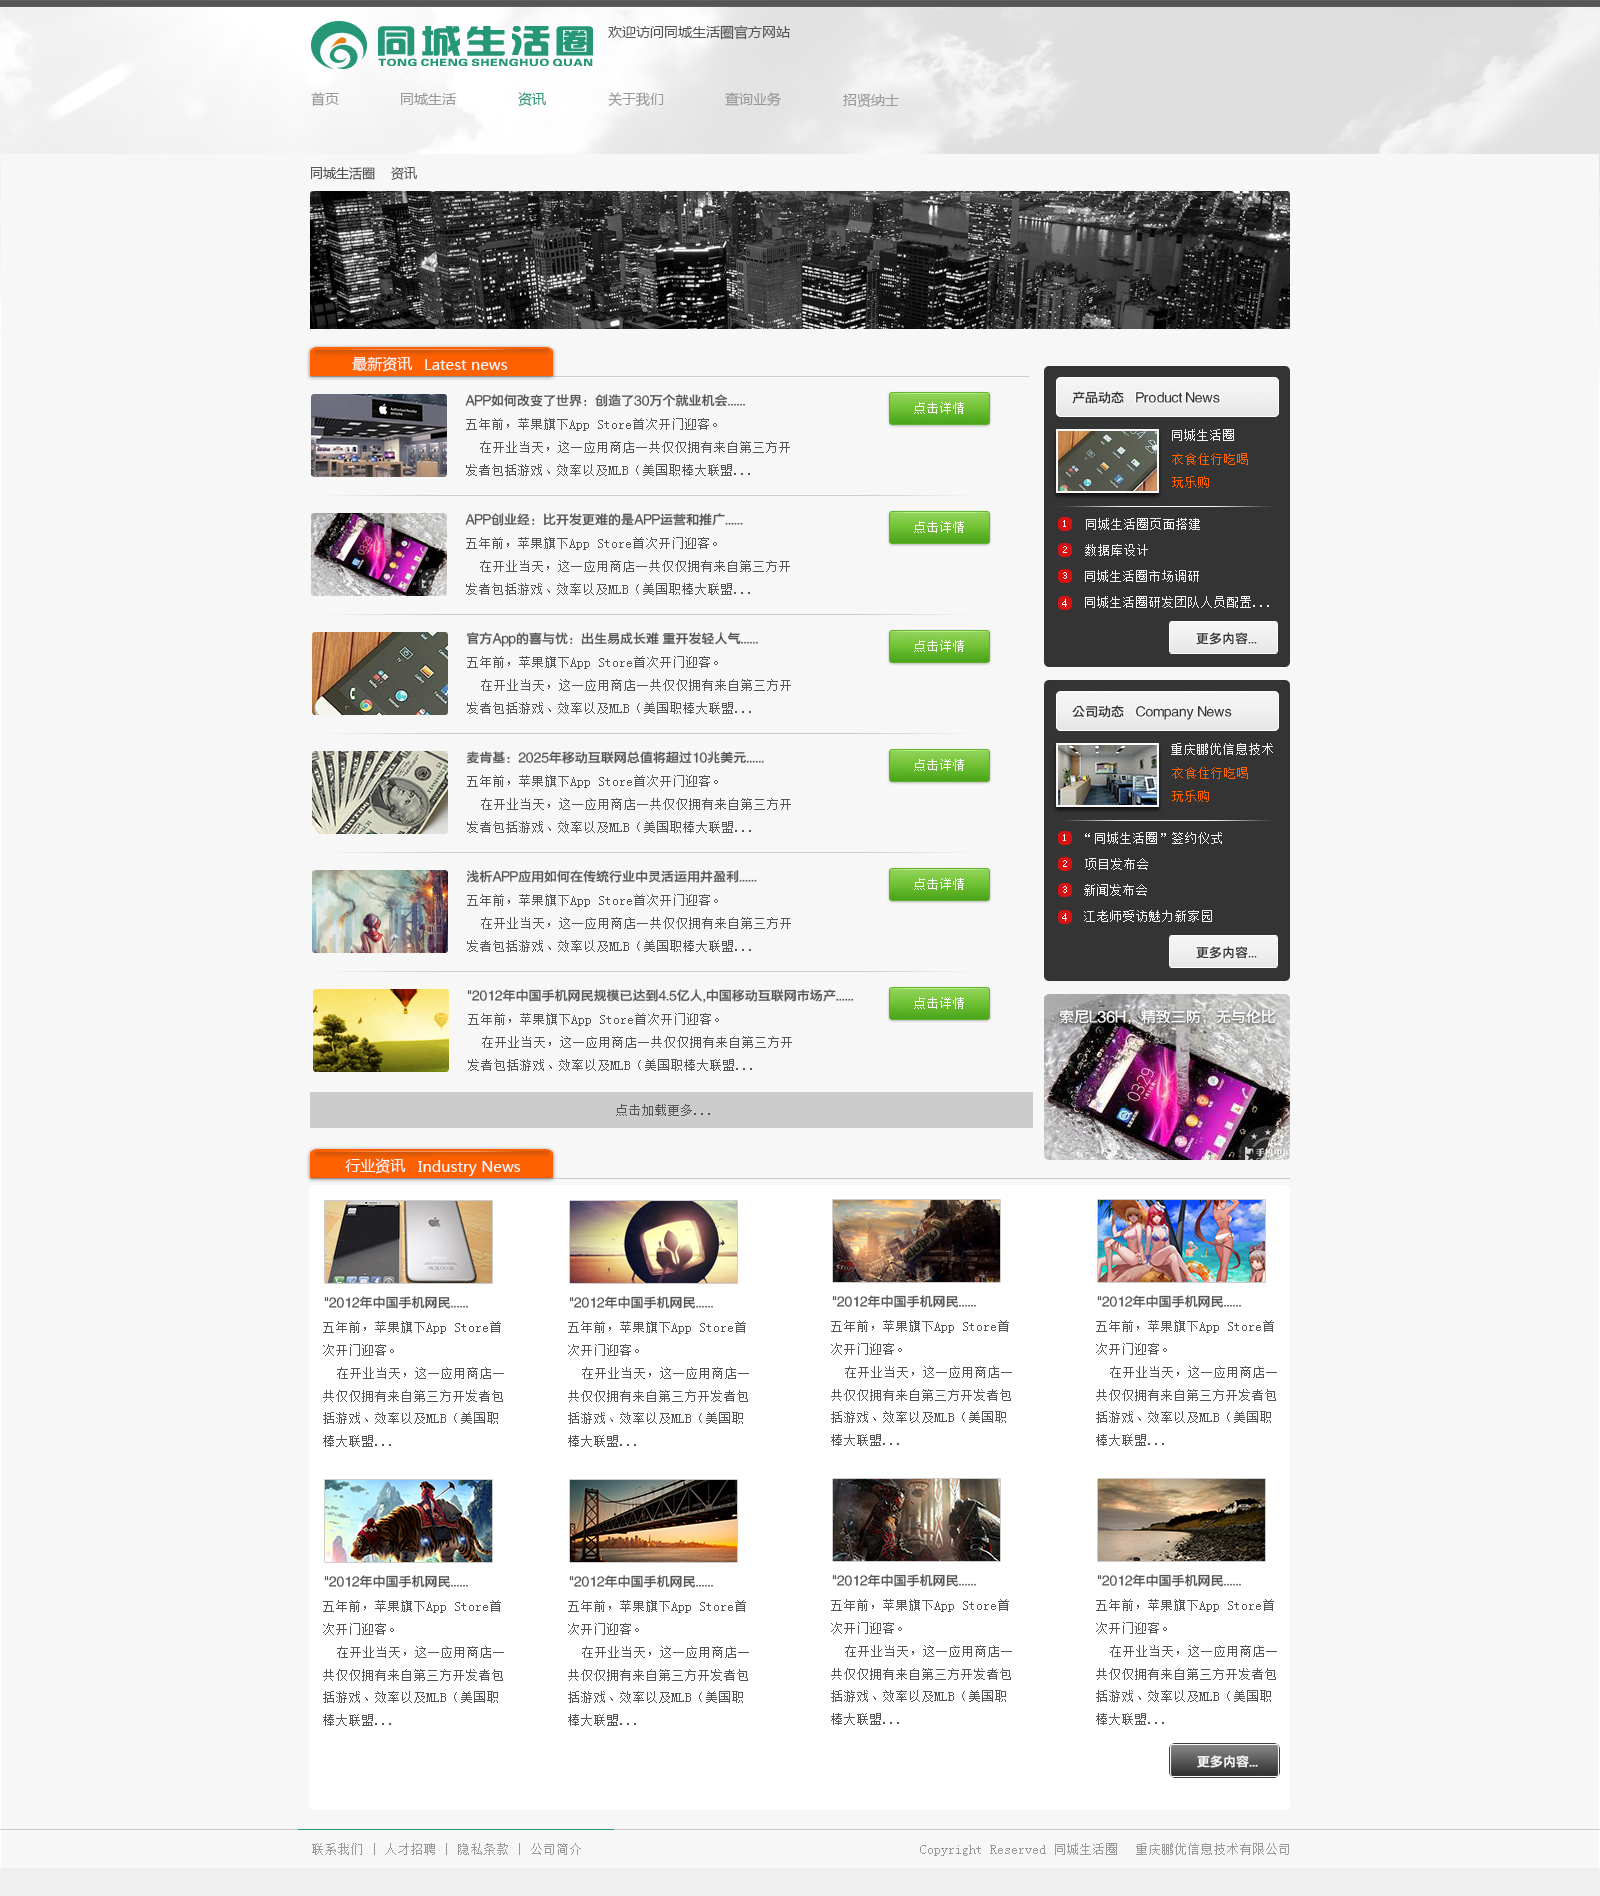 同城生活圈
TONG CHENG SHENGHUO QUAN
欢迎访问同城生活圈官方网站
首页 同城生活 资讯 关于我们 查询业务 招贤纳士
同城生活圈 资讯
最新资讯 Latest news
APP如何改变了世界：创造了30万个就业机会......
点击详情
五年前，苹果旗下App Store首次开门迎客。
在开业当天，这一应用商店一共仅仅拥有来自第三方开
发者包括游戏、效率以及MLB（美国职棒大联盟...
APP创业经：比开发更难的是APP运营和推广......
点击详情
五年前，苹果旗下App Store首次开门迎客。
在开业当天，这一应用商店一共仅仅拥有来自第三方开
发者包括游戏、效率以及MLB（美国职棒大联盟...
官方App的喜与忧：出生易成长难 重开发轻人气......
点击详情
五年前，苹果旗下App Store首次开门迎客。
在开业当天，这一应用商店一共仅仅拥有来自第三方开
发者包括游戏、效率以及MLB（美国职棒大联盟...
麦肯基：2025年移动互联网总值将超过10兆美元......
点击详情
五年前，苹果旗下App Store首次开门迎客。
在开业当天，这一应用商店一共仅仅拥有来自第三方开
发者包括游戏、效率以及MLB（美国职棒大联盟...
浅析APP应用如何在传统行业中灵活运用并盈利......
点击详情
五年前，苹果旗下App Store首次开门迎客。
在开业当天，这一应用商店一共仅仅拥有来自第三方开
发者包括游戏、效率以及MLB（美国职棒大联盟...
"2012年中国手机网民规模已达到4.5亿人,中国移动互联网市场产......
点击详情
五年前，苹果旗下App Store首次开门迎客。
在开业当天，这一应用商店一共仅仅拥有来自第三方开
发者包括游戏、效率以及MLB（美国职棒大联盟...
点击加载更多...
产品动态 Product News
同城生活圈
衣食住行吃喝
玩乐购
1 同城生活圈页面搭建
2 数据库设计
3 同城生活圈市场调研
4 同城生活圈研发团队人员配置...
更多内容...
公司动态 Company News
重庆鹏优信息技术
衣食住行吃喝
玩乐购
1 “同城生活圈”签约仪式
2 项目发布会
3 新闻发布会
4 江老师受访魅力新家园
更多内容...
索尼L36H，精致三防，无与伦比
03:29
行业资讯 Industry News
"2012年中国手机网民......
五年前，苹果旗下App Store首
次开门迎客。
在开业当天，这一应用商店一
共仅仅拥有来自第三方开发者包
括游戏、效率以及MLB（美国职
棒大联盟...
"2012年中国手机网民......
五年前，苹果旗下App Store首
次开门迎客。
在开业当天，这一应用商店一
共仅仅拥有来自第三方开发者包
括游戏、效率以及MLB（美国职
棒大联盟...
"2012年中国手机网民......
五年前，苹果旗下App Store首
次开门迎客。
在开业当天，这一应用商店一
共仅仅拥有来自第三方开发者包
括游戏、效率以及MLB（美国职
棒大联盟...
"2012年中国手机网民......
五年前，苹果旗下App Store首
次开门迎客。
在开业当天，这一应用商店一
共仅仅拥有来自第三方开发者包
括游戏、效率以及MLB（美国职
棒大联盟...
"2012年中国手机网民......
五年前，苹果旗下App Store首
次开门迎客。
在开业当天，这一应用商店一
共仅仅拥有来自第三方开发者包
括游戏、效率以及MLB（美国职
棒大联盟...
"2012年中国手机网民......
五年前，苹果旗下App Store首
次开门迎客。
在开业当天，这一应用商店一
共仅仅拥有来自第三方开发者包
括游戏、效率以及MLB（美国职
棒大联盟...
"2012年中国手机网民......
五年前，苹果旗下App Store首
次开门迎客。
在开业当天，这一应用商店一
共仅仅拥有来自第三方开发者包
括游戏、效率以及MLB（美国职
棒大联盟...
"2012年中国手机网民......
五年前，苹果旗下App Store首
次开门迎客。
在开业当天，这一应用商店一
共仅仅拥有来自第三方开发者包
括游戏、效率以及MLB（美国职
棒大联盟...
更多内容...
联系我们 | 人才招聘 | 隐私条款 | 公司简介
Copyright Reserved 同城生活圈 重庆鹏优信息技术有限公司